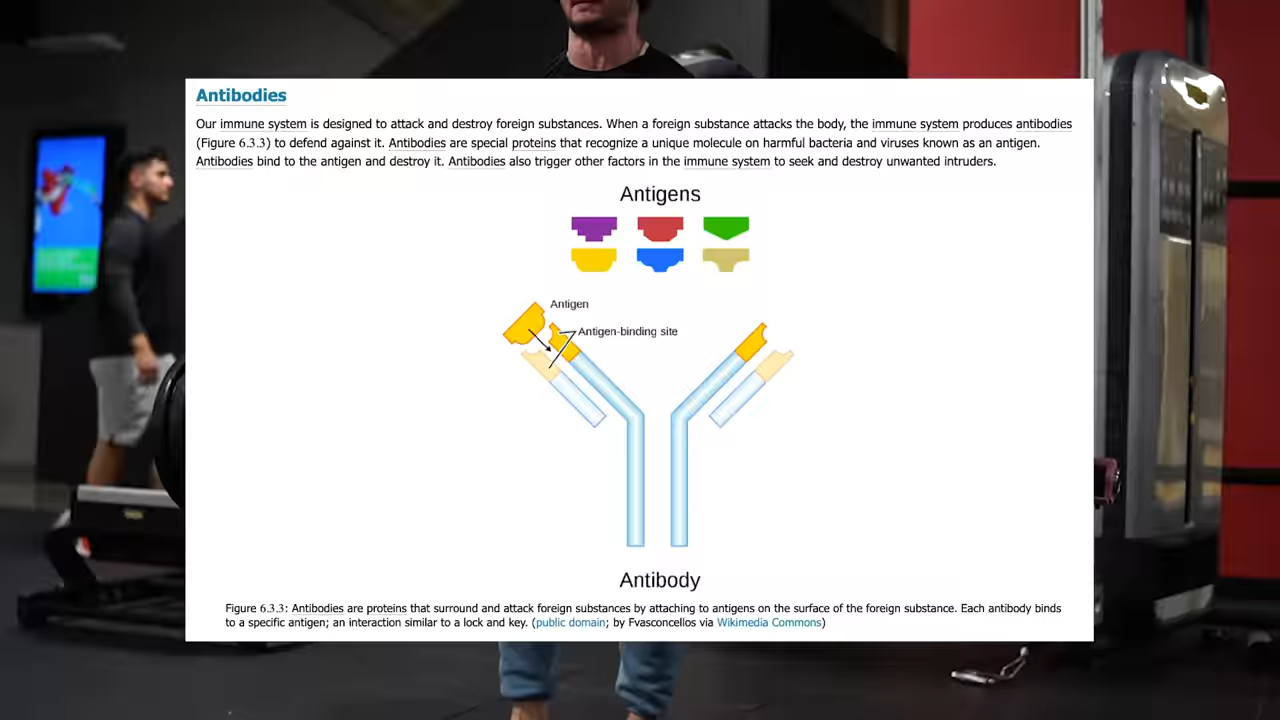 Antibodies
Our immune system is designed to attack and destroy foreign substances. When a foreign substance attacks the body, the immune system produces antibodies
(Figure 6.3.3) to defend against it. Antibodies are special proteins that recognize a unique molecule on harmful bacteria and viruses known as an antigen.
Antibodies bind to the antigen and destroy it. Antibodies also trigger other factors in the immune system to seek and destroy unwanted intruders.
Antigens
Antigen
Antigen-binding site
Antibody
Figure 6.3.3: Antibodies are proteins that surround and attack foreign substances by attaching to antigens on the surface of the foreign substance. Each antibody binds
to a specific antigen; an interaction similar to a lock and key. (public domain; by Fvasconcellos via Wikimedia Commons)